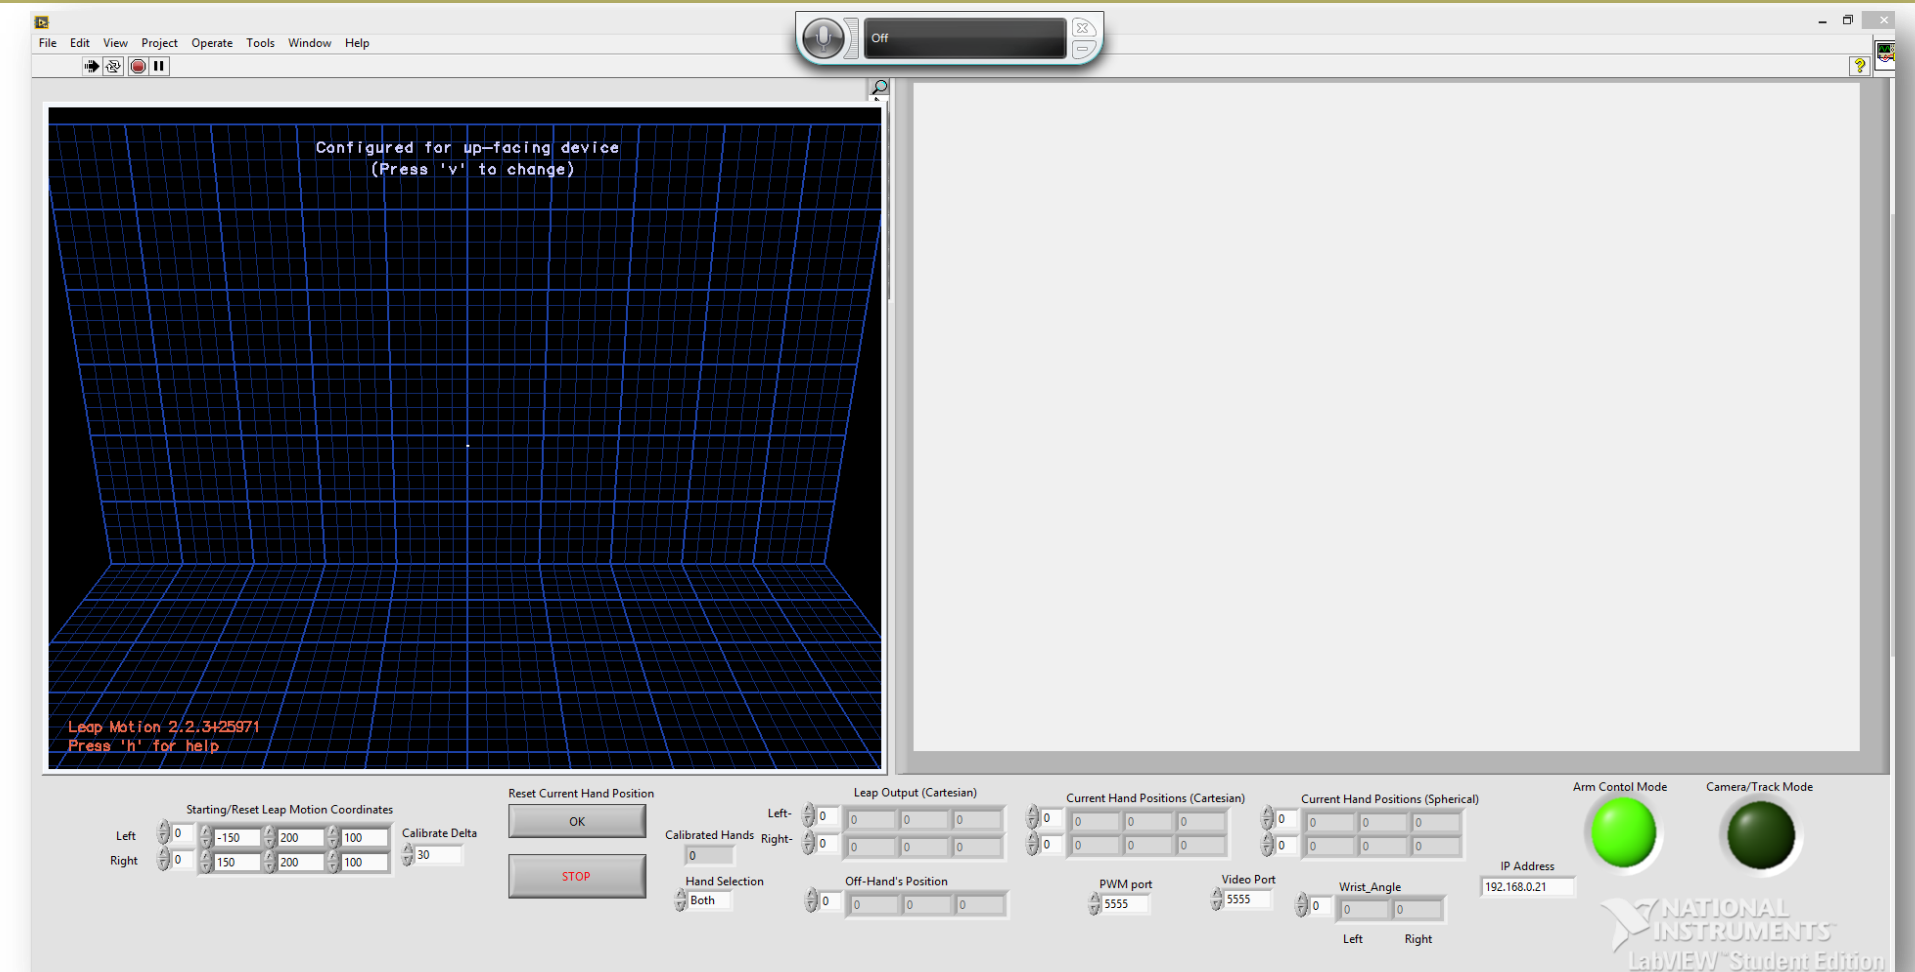 Off
File Edit View Project Operate Tools Window Help
?
Configured for up-facing device
(Press 'v' to change)
Leap Motion 2.2.3+25971
Press 'h' for help
Starting/Reset Leap Motion Coordinates
Left 0 -150 200 100
Right 0 150 200 100
Calibrate Delta
30
Reset Current Hand Position
OK
STOP
Calibrated Hands
0
Hand Selection
Both
Leap Output (Cartesian)
Left- 0 0 0 0
Right- 0 0 0 0
Off-Hand's Position
0 0 0 0
Current Hand Positions (Cartesian)
0 0 0 0
0 0 0 0
PWM port
5555
Current Hand Positions (Spherical)
0 0 0 0
0 0 0 0
Video Port
5555
Wrist_Angle
0 0 0
Left Right
Arm Contol Mode
Camera/Track Mode
IP Address
192.168.0.21
NATIONAL
INSTRUMENTS™
LabVIEW™ Student Edition